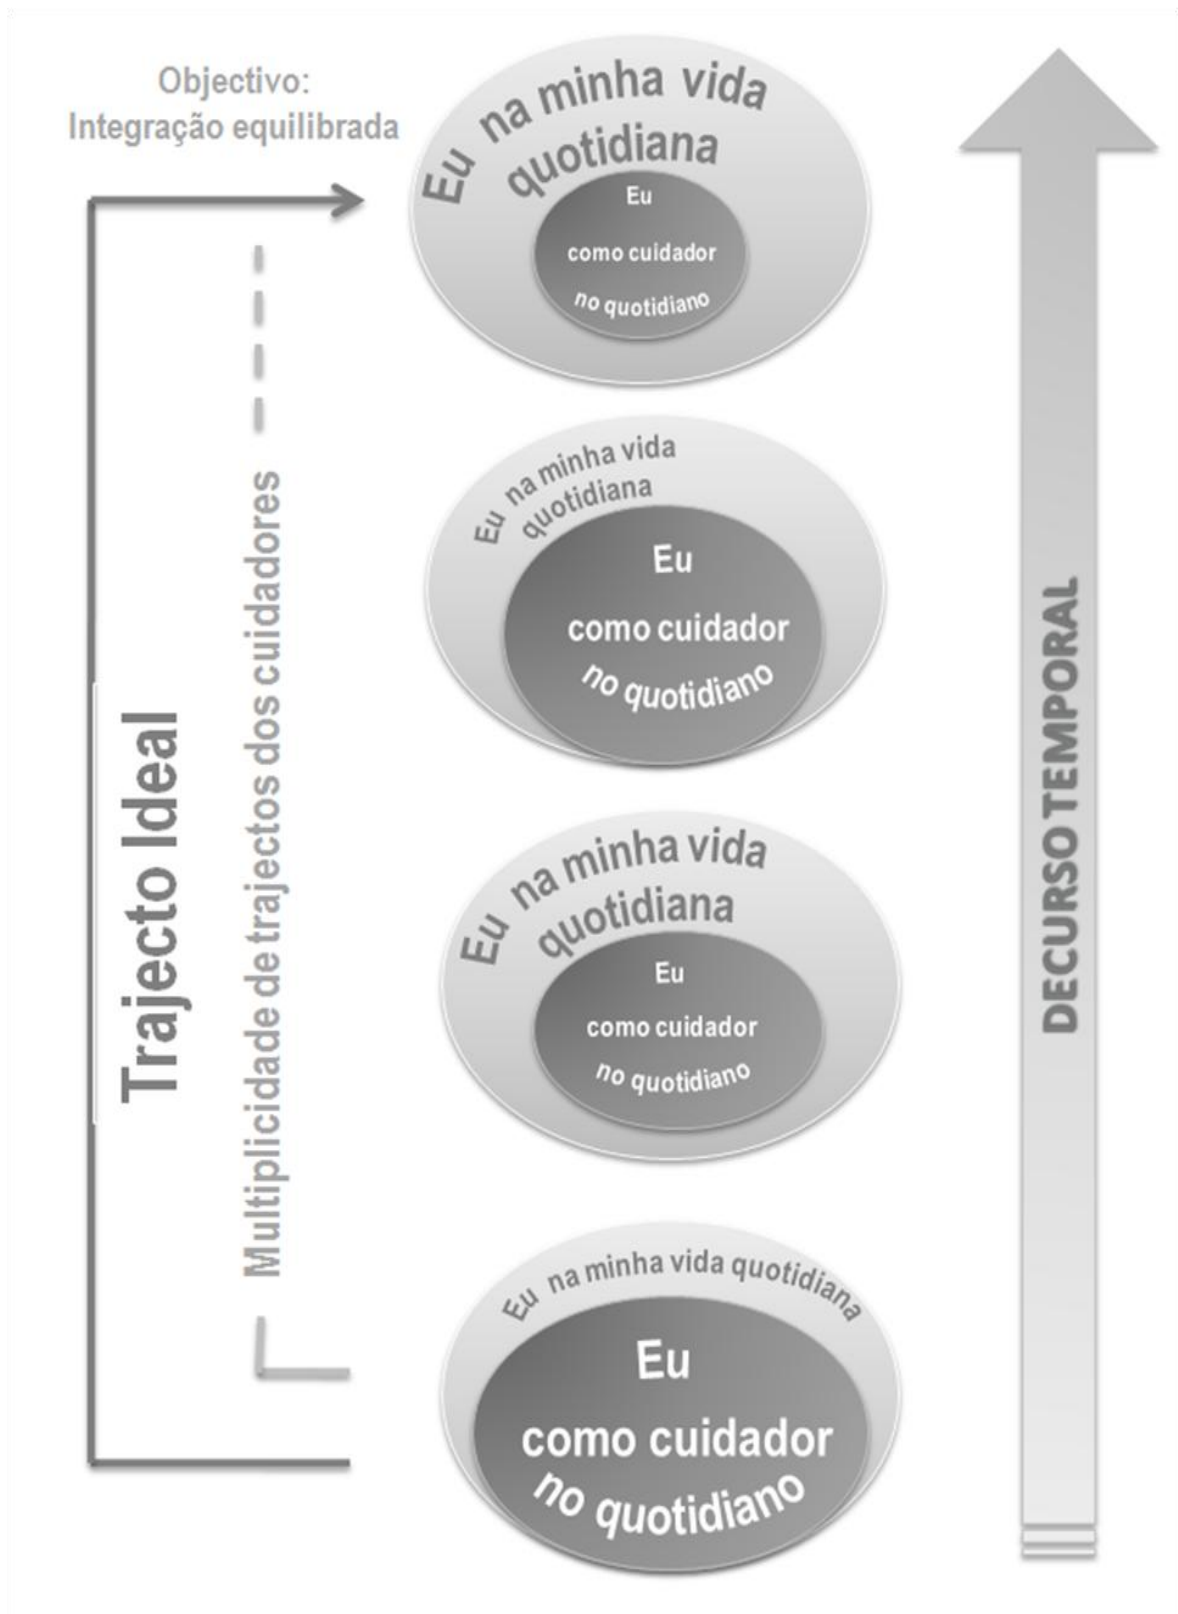 Objectivo:
Integração equilibrada
Eu na minha vida
quotidiana
Eu
como cuidador
no quotidiano
Eu na minha vida
quotidiana
Eu
como cuidador
no quotidiano
Eu na minha vida
quotidiana
Eu
como cuidador
no quotidiano
Eu na minha vida quotidiana
Eu
como cuidador
no quotidiano
Trajecto Ideal
Multiplicidade de trajectos dos cuidadores
DECURSO TEMPORAL